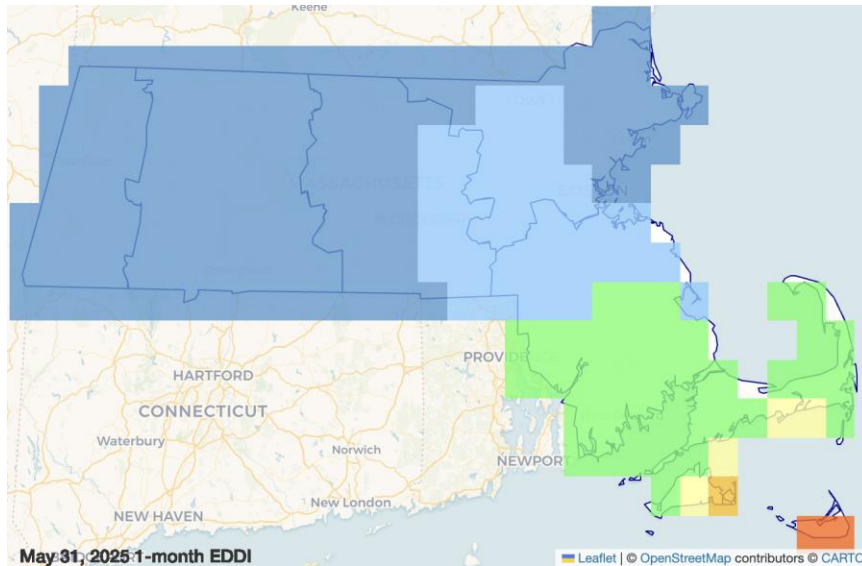 Keene
BOSTON
PROVIDENCE
HARTFORD
CONNECTICUT
Waterbury
Norwich
NEWPORT
New London
NEW HAVEN
May 31, 2025 1-month EDDI
Leaflet | © OpenStreetMap contributors © CARTO